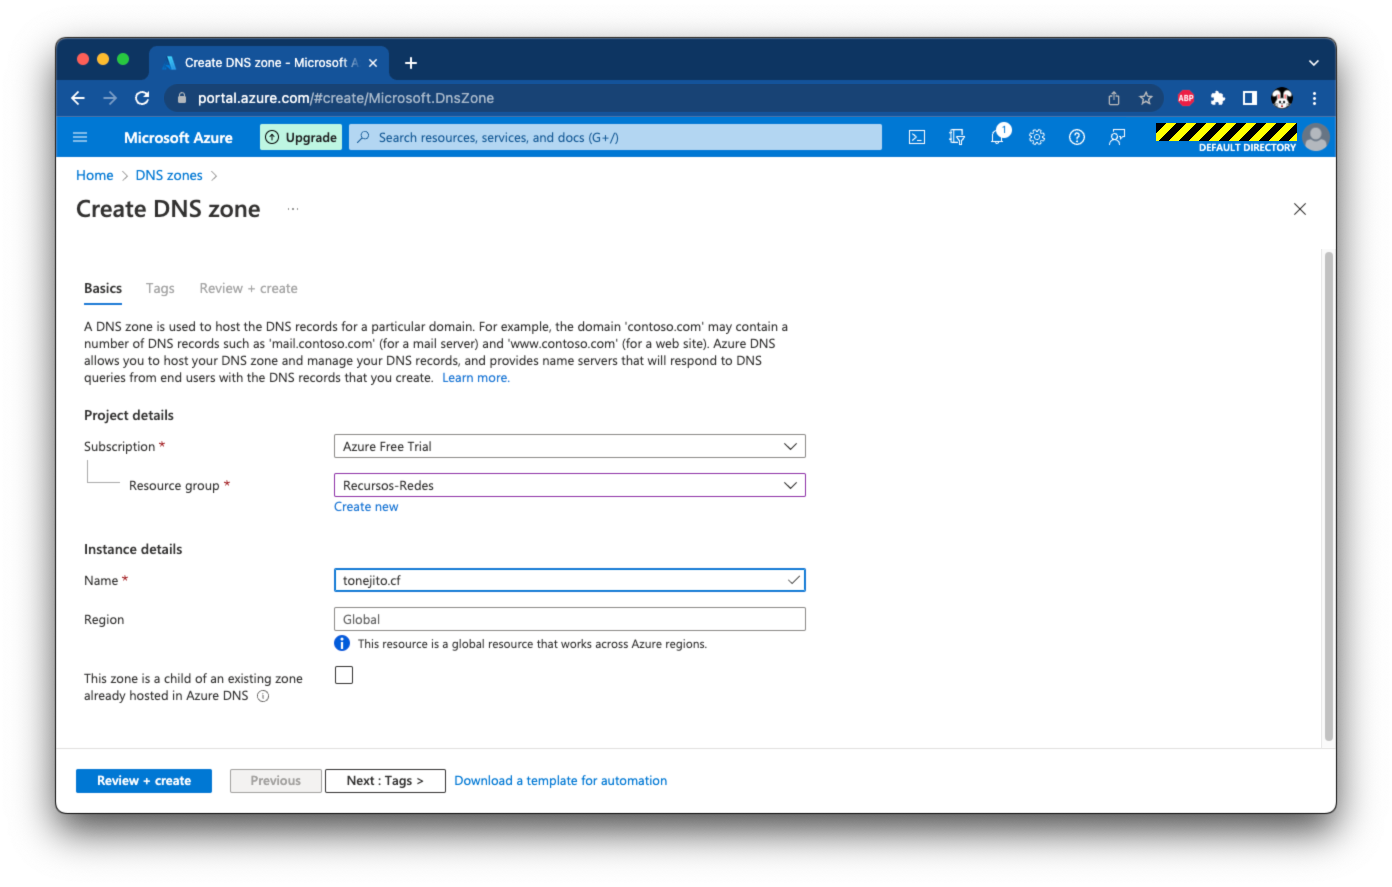 Create DNS zone - Microsoft A
portal.azure.com/#create/Microsoft.DnsZone
ABP
Microsoft Azure
Upgrade
Search resources, services, and docs (G+/)
1
DEFAULT DIRECTORY
Home > DNS zones >
Create DNS zone ...
Basics Tags Review + create
A DNS zone is used to host the DNS records for a particular domain. For example, the domain 'contoso.com' may contain a
number of DNS records such as 'mail.contoso.com' (for a mail server) and 'www.contoso.com' (for a web site). Azure DNS
allows you to host your DNS zone and manage your DNS records, and provides name servers that will respond to DNS
queries from end users with the DNS records that you create. Learn more.
Project details
Subscription * Azure Free Trial
Resource group * Recursos-Redes
Create new
Instance details
Name * tonejito.cf
Region Global
This resource is a global resource that works across Azure regions.
This zone is a child of an existing zone
already hosted in Azure DNS
Review + create Previous Next : Tags > Download a template for automation